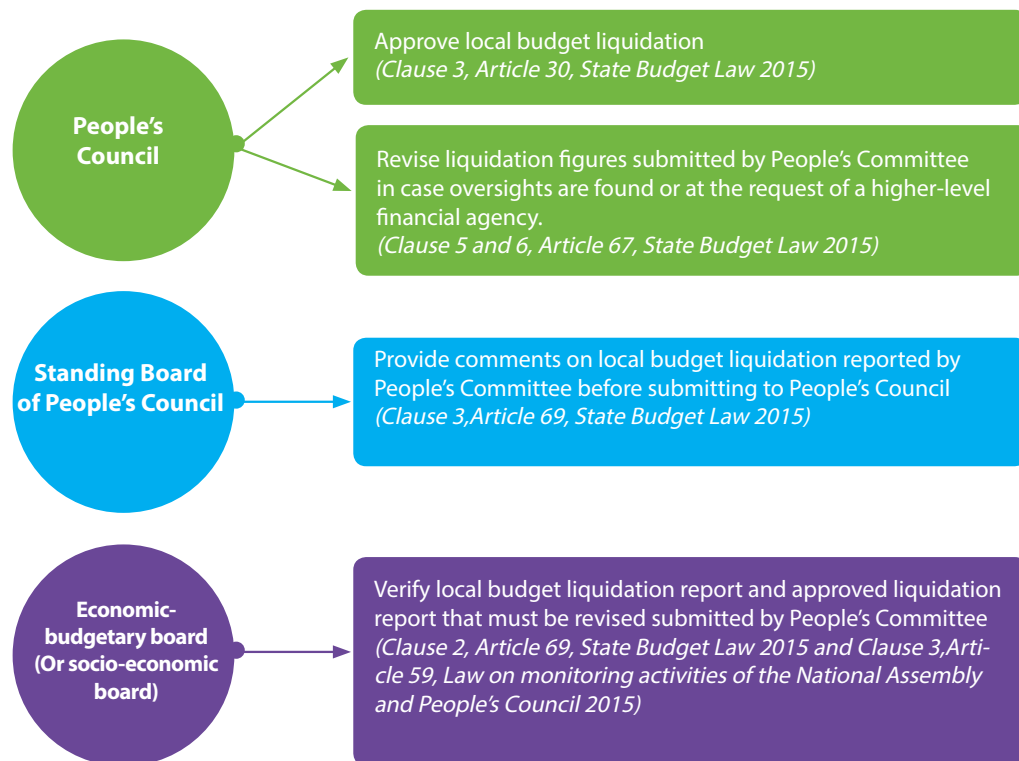 People's
Council
Approve local budget liquidation
(Clause 3, Article 30, State Budget Law 2015)
Revise liquidation figures submitted by People's Committee
in case oversights are found or at the request of a higher-level
financial agency.
(Clause 5 and 6, Article 67, State Budget Law 2015)
Standing Board
of People's Council
Provide comments on local budget liquidation reported by
People's Committee before submitting to People's Council
(Clause 3,Article 69, State Budget Law 2015)
Economic-
budgetary board
(Or socio-economic
board)
Verify local budget liquidation report and approved liquidation
report that must be revised submitted by People's Committee
(Clause 2, Article 69, State Budget Law 2015 and Clause 3,Arti-
cle 59, Law on monitoring activities of the National Assembly
and People's Council 2015)